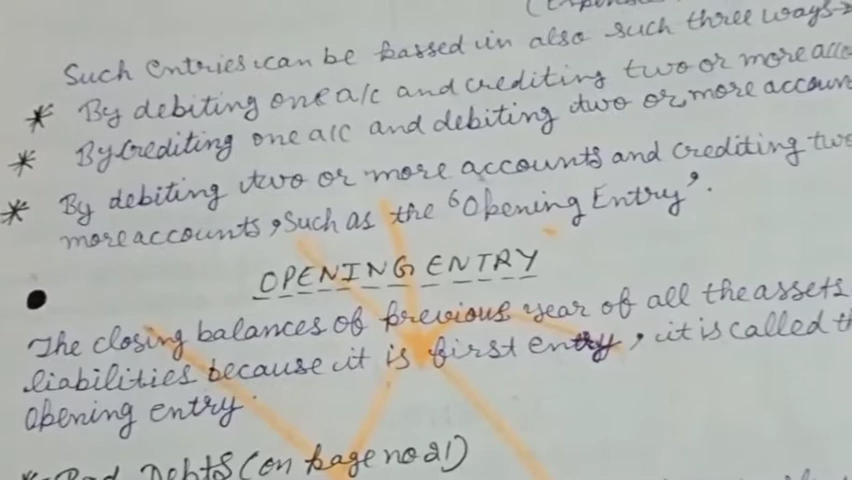 Such entries can be passed in also such three ways→
* By debiting one a/c and crediting two or more acco
* By Crediting one a/c and debiting two or more accoun
* By debiting two or more accounts and crediting two
more accounts, such as the 'Opening Entry'.
• OPENING ENTRY
The closing balances of previous year of all the assets
liabilities because it is first entry, it is called th
opening entry.
Bad Debts (on page no 21)